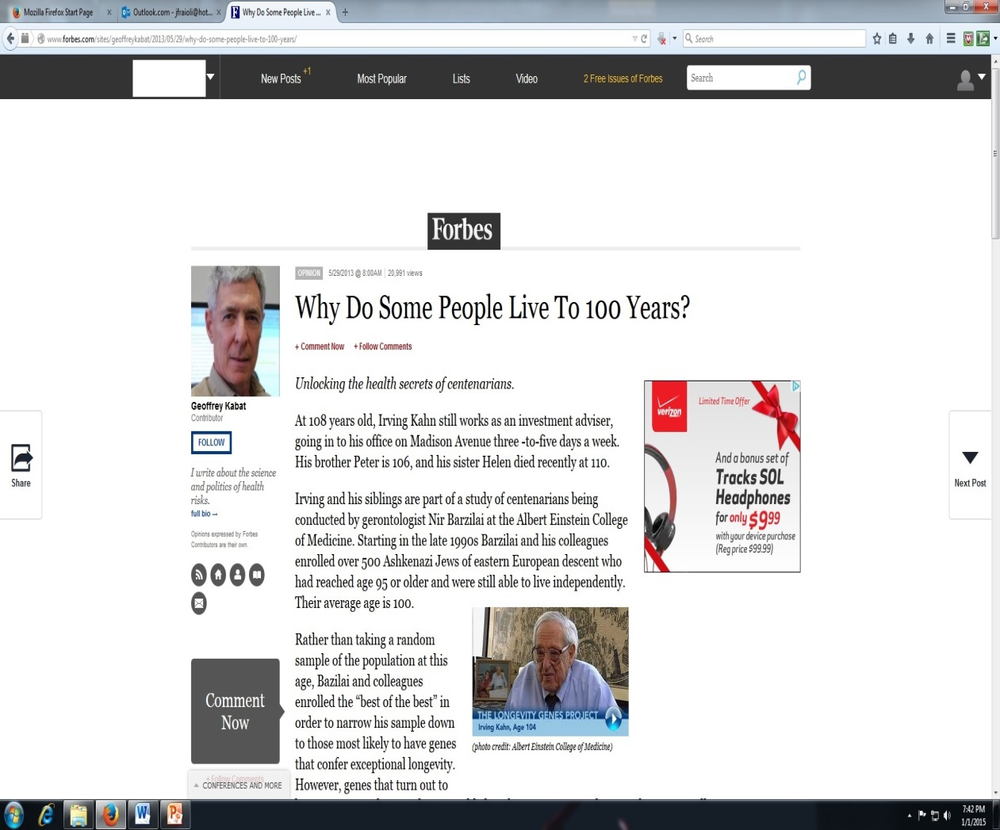 Mozilla Firefox Start Page
Outlook.com - jfraioli@hot...
Why Do Some People Live ...
www.forbes.com/sites/geoffreykabat/2013/05/29/why-do-some-people-live-to-100-years/
Search
New Posts +1
Most Popular
Lists
Video
2 Free Issues of Forbes
Search
Forbes
OPINION 5/29/2013 @ 8:00AM 20,991 views
Why Do Some People Live To 100 Years?
+ Comment Now + Follow Comments
Geoffrey Kabat
Contributor
FOLLOW
I write about the science
and politics of health
risks.
full bio →
Opinions expressed by Forbes
Contributors are their own.
Comment
Now
+ Follow Comments
CONFERENCES AND MORE
Share
Unlocking the health secrets of centenarians.
At 108 years old, Irving Kahn still works as an investment adviser,
going in to his office on Madison Avenue three -to-five days a week.
His brother Peter is 106, and his sister Helen died recently at 110.
Irving and his siblings are part of a study of centenarians being
conducted by gerontologist Nir Barzilai at the Albert Einstein College
of Medicine. Starting in the late 1990s Barzilai and his colleagues
enrolled over 500 Ashkenazi Jews of eastern European descent who
had reached age 95 or older and were still able to live independently.
Their average age is 100.
Rather than taking a random
sample of the population at this
age, Bazilai and colleagues
enrolled the “best of the best” in
order to narrow his sample down
to those most likely to have genes
that confer exceptional longevity.
However, genes that turn out to
THE LONGEVITY GENES PROJECT
Irving Kahn, Age 104
(photo credit: Albert Einstein College of Medicine)
verizon
Limited Time Offer
And a bonus set of
Tracks SOL
Headphones
for only $9.99
with your device purchase
(Reg price $99.99)
Next Post
7:42 PM
1/1/2015